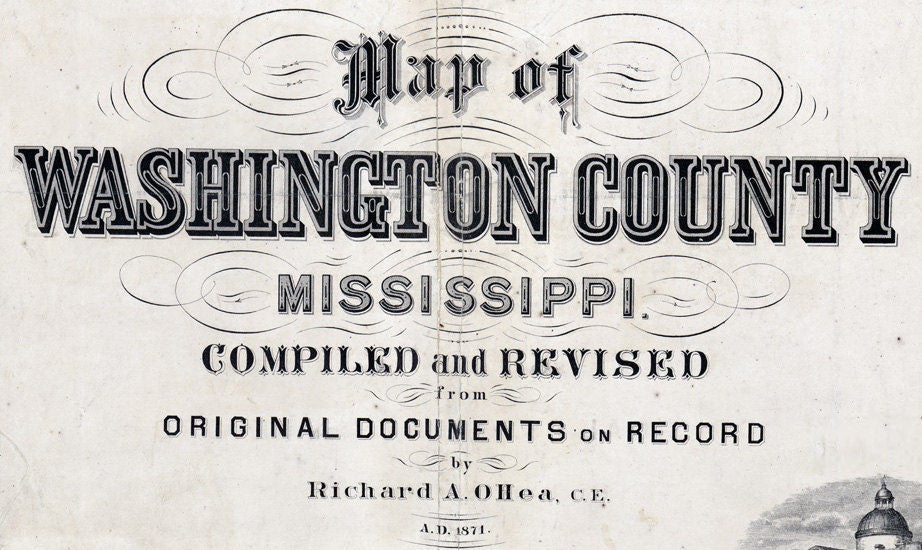 Map of
WASHINGTON COUNTY
MISSISSIPPI.
COMPILED and REVISED
from
ORIGINAL DOCUMENTS ON RECORD
by
Richard A. OHea, C.E.
A.D. 1871.